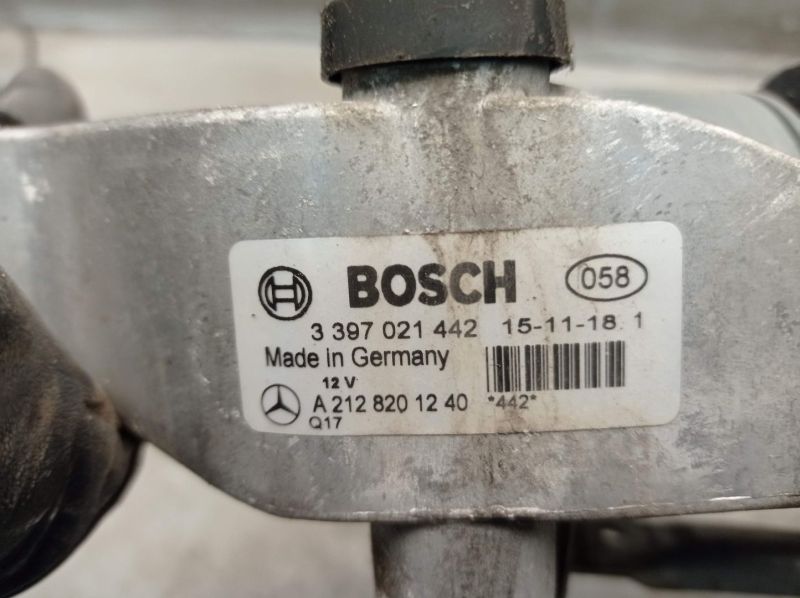 BOSCH 058
3 397 021 442 15-11-18 1
Made in Germany
12 V
A 212 820 12 40 *442*
Q17